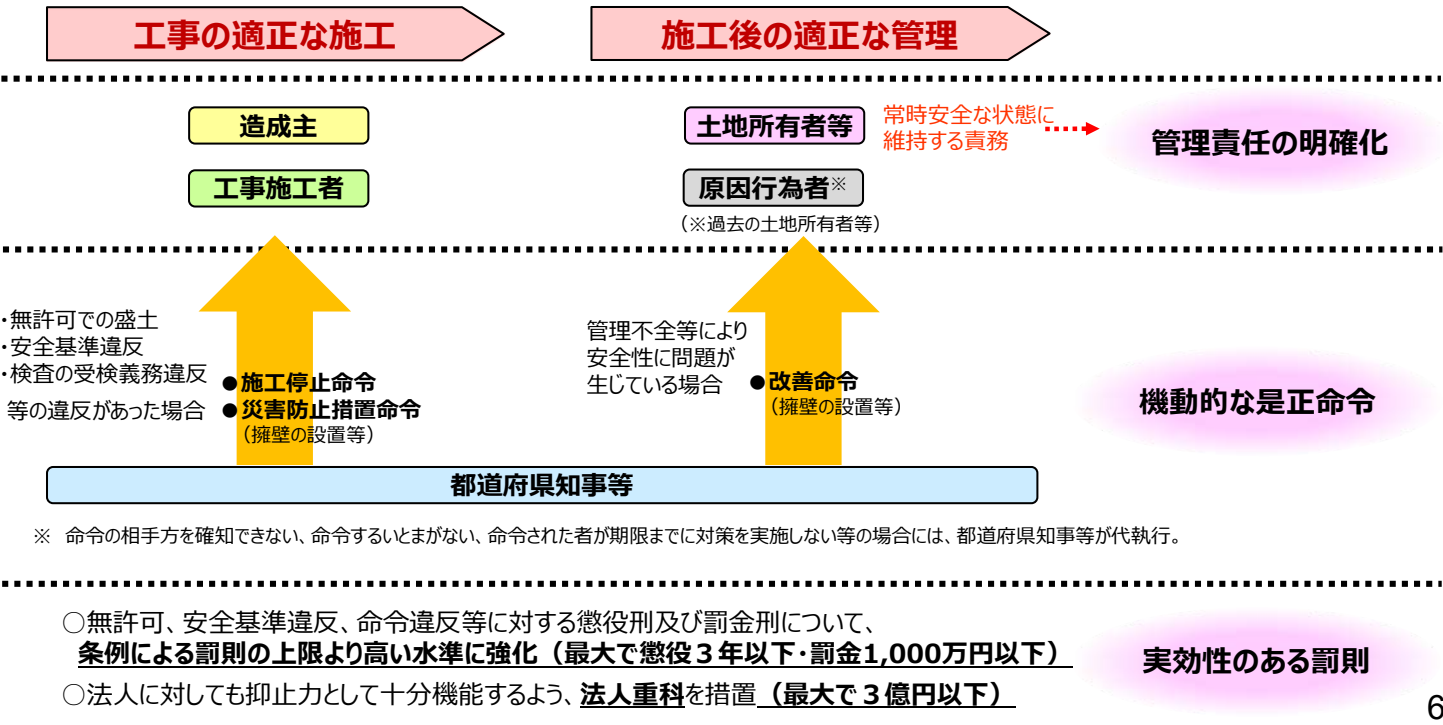 工事の適正な施工
施工後の適正な管理
造成主
工事施工者
土地所有者等
常時安全な状態に
維持する責務
原因行為者※
（※過去の土地所有者等）
管理責任の明確化
・無許可での盛土
・安全基準違反
・検査の受検義務違反
等の違反があった場合
●施工停止命令
●災害防止措置命令
（擁壁の設置等）
管理不全等により
安全性に問題が
生じている場合
●改善命令
（擁壁の設置等）
機動的な是正命令
都道府県知事等
※　命令の相手方を確知できない、命令するいとまがない、命令された者が期限までに対策を実施しない等の場合には、都道府県知事等が代執行。
○無許可、安全基準違反、命令違反等に対する懲役刑及び罰金刑について、
条例による罰則の上限より高い水準に強化（最大で懲役３年以下・罰金1,000万円以下）
○法人に対しても抑止力として十分機能するよう、法人重科を措置（最大で３億円以下）
実効性のある罰則
6